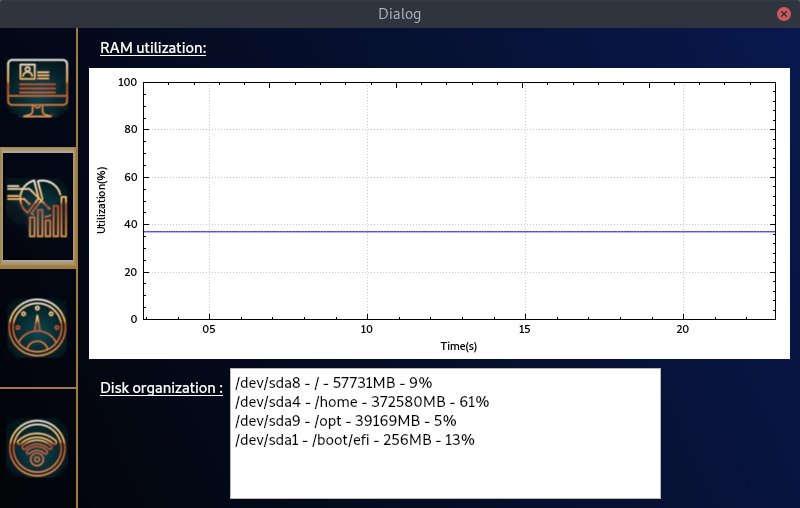 Dialog
RAM utilization:
100
80
60
40
20
0
Utilization(%)
05 10 15 20
Time(s)
Disk organization :
/dev/sda8 - / - 57731MB - 9%
/dev/sda4 - /home - 372580MB - 61%
/dev/sda9 - /opt - 39169MB - 5%
/dev/sda1 - /boot/efi - 256MB - 13%